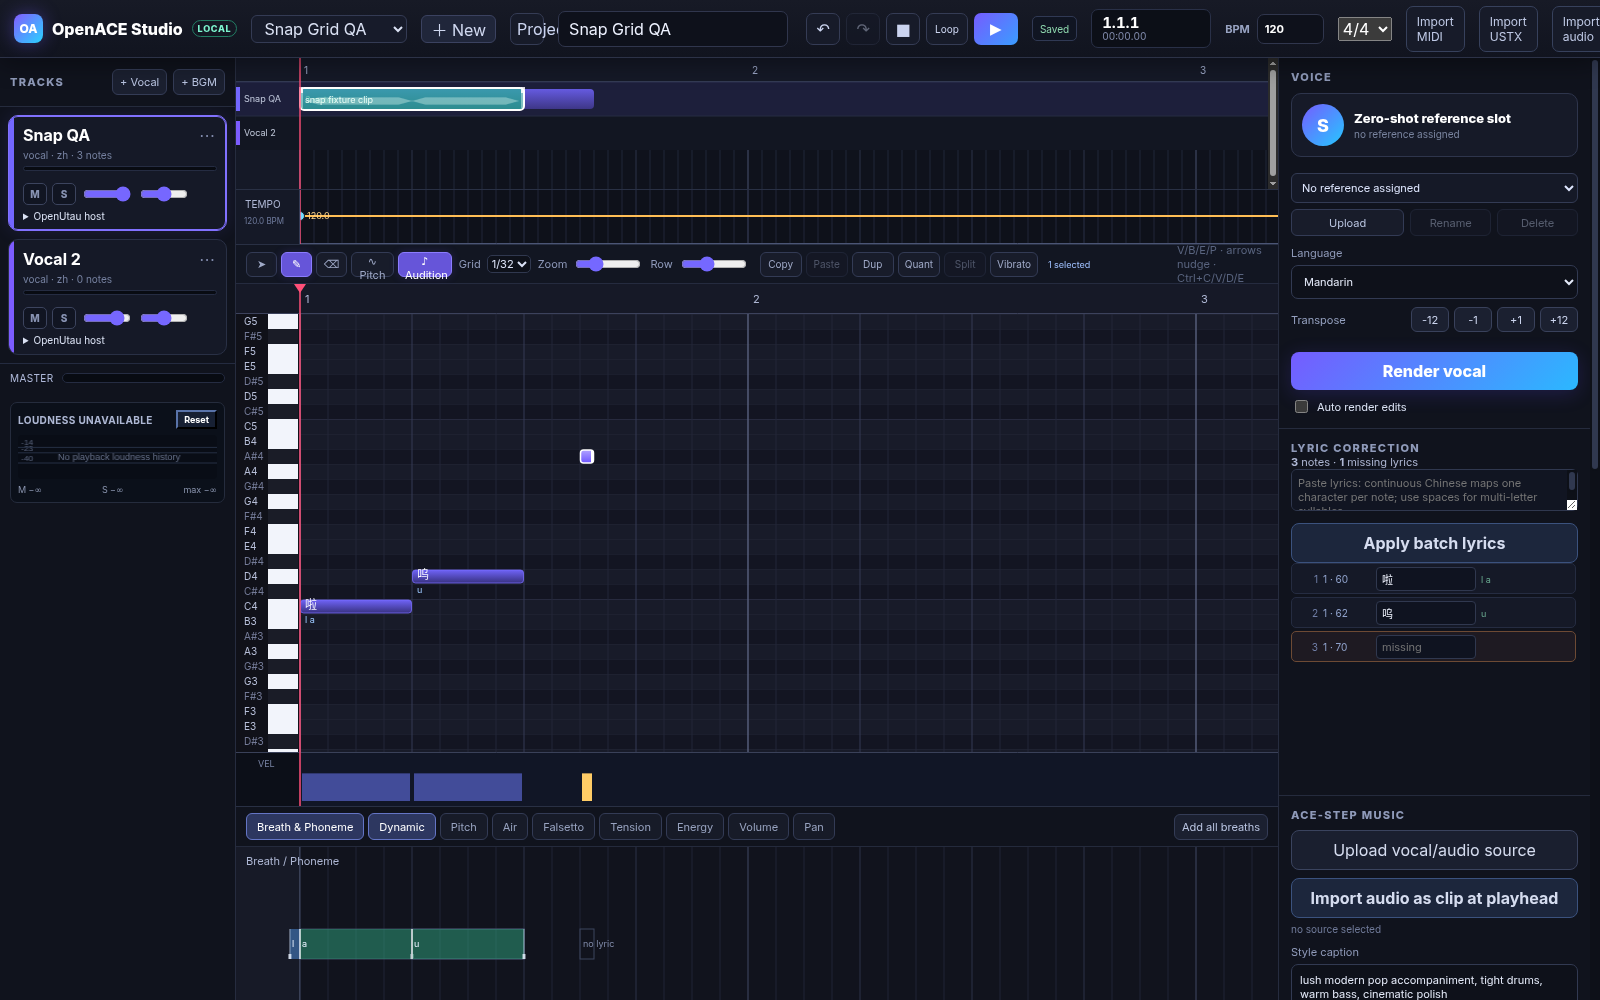 OA OpenACE Studio LOCAL Snap Grid QA + New Projec Snap Grid QA Loop Saved 1.1.1 00:00.00 BPM 120 4/4 Import MIDI Import USTX Import audio
TRACKS + Vocal + BGM
Snap QA
vocal · zh · 3 notes
M S
OpenUtau host
Vocal 2
vocal · zh · 0 notes
M S
OpenUtau host
MASTER
LOUDNESS UNAVAILABLE Reset
-14
-23
-40
No playback loudness history
M −∞ S −∞ max −∞
1 2 3
Snap QA snap fixture clip
Vocal 2
TEMPO
120.0 BPM
120.0
Pitch Audition Grid 1/32 Zoom Row Copy Paste Dup Quant Split Vibrato 1 selected
V/B/E/P · arrows
nudge ·
Ctrl+C/V/D/E
1 2 3
G5
F#5
F5
E5
D#5
D5
C#5
C5
B4
A#4
A4
G#4
G4
F#4
F4
E4
D#4
D4 呜
C#4 u
C4 啦
B3 l a
A#3
A3
G#3
G3
F#3
F3
E3
D#3
VEL
Breath & Phoneme Dynamic Pitch Air Falsetto Tension Energy Volume Pan Add all breaths
Breath / Phoneme
l a u no lyric
VOICE
S Zero-shot reference slot
no reference assigned
No reference assigned
Upload Rename Delete
Language
Mandarin
Transpose -12 -1 +1 +12
Render vocal
Auto render edits
LYRIC CORRECTION
3 notes · 1 missing lyrics
Paste lyrics: continuous Chinese maps one
character per note; use spaces for multi-letter
syllables
Apply batch lyrics
1 1 · 60 啦 l a
2 1 · 62 呜 u
3 1 · 70 missing
ACE-STEP MUSIC
Upload vocal/audio source
Import audio as clip at playhead
no source selected
Style caption
lush modern pop accompaniment, tight drums,
warm bass, cinematic polish